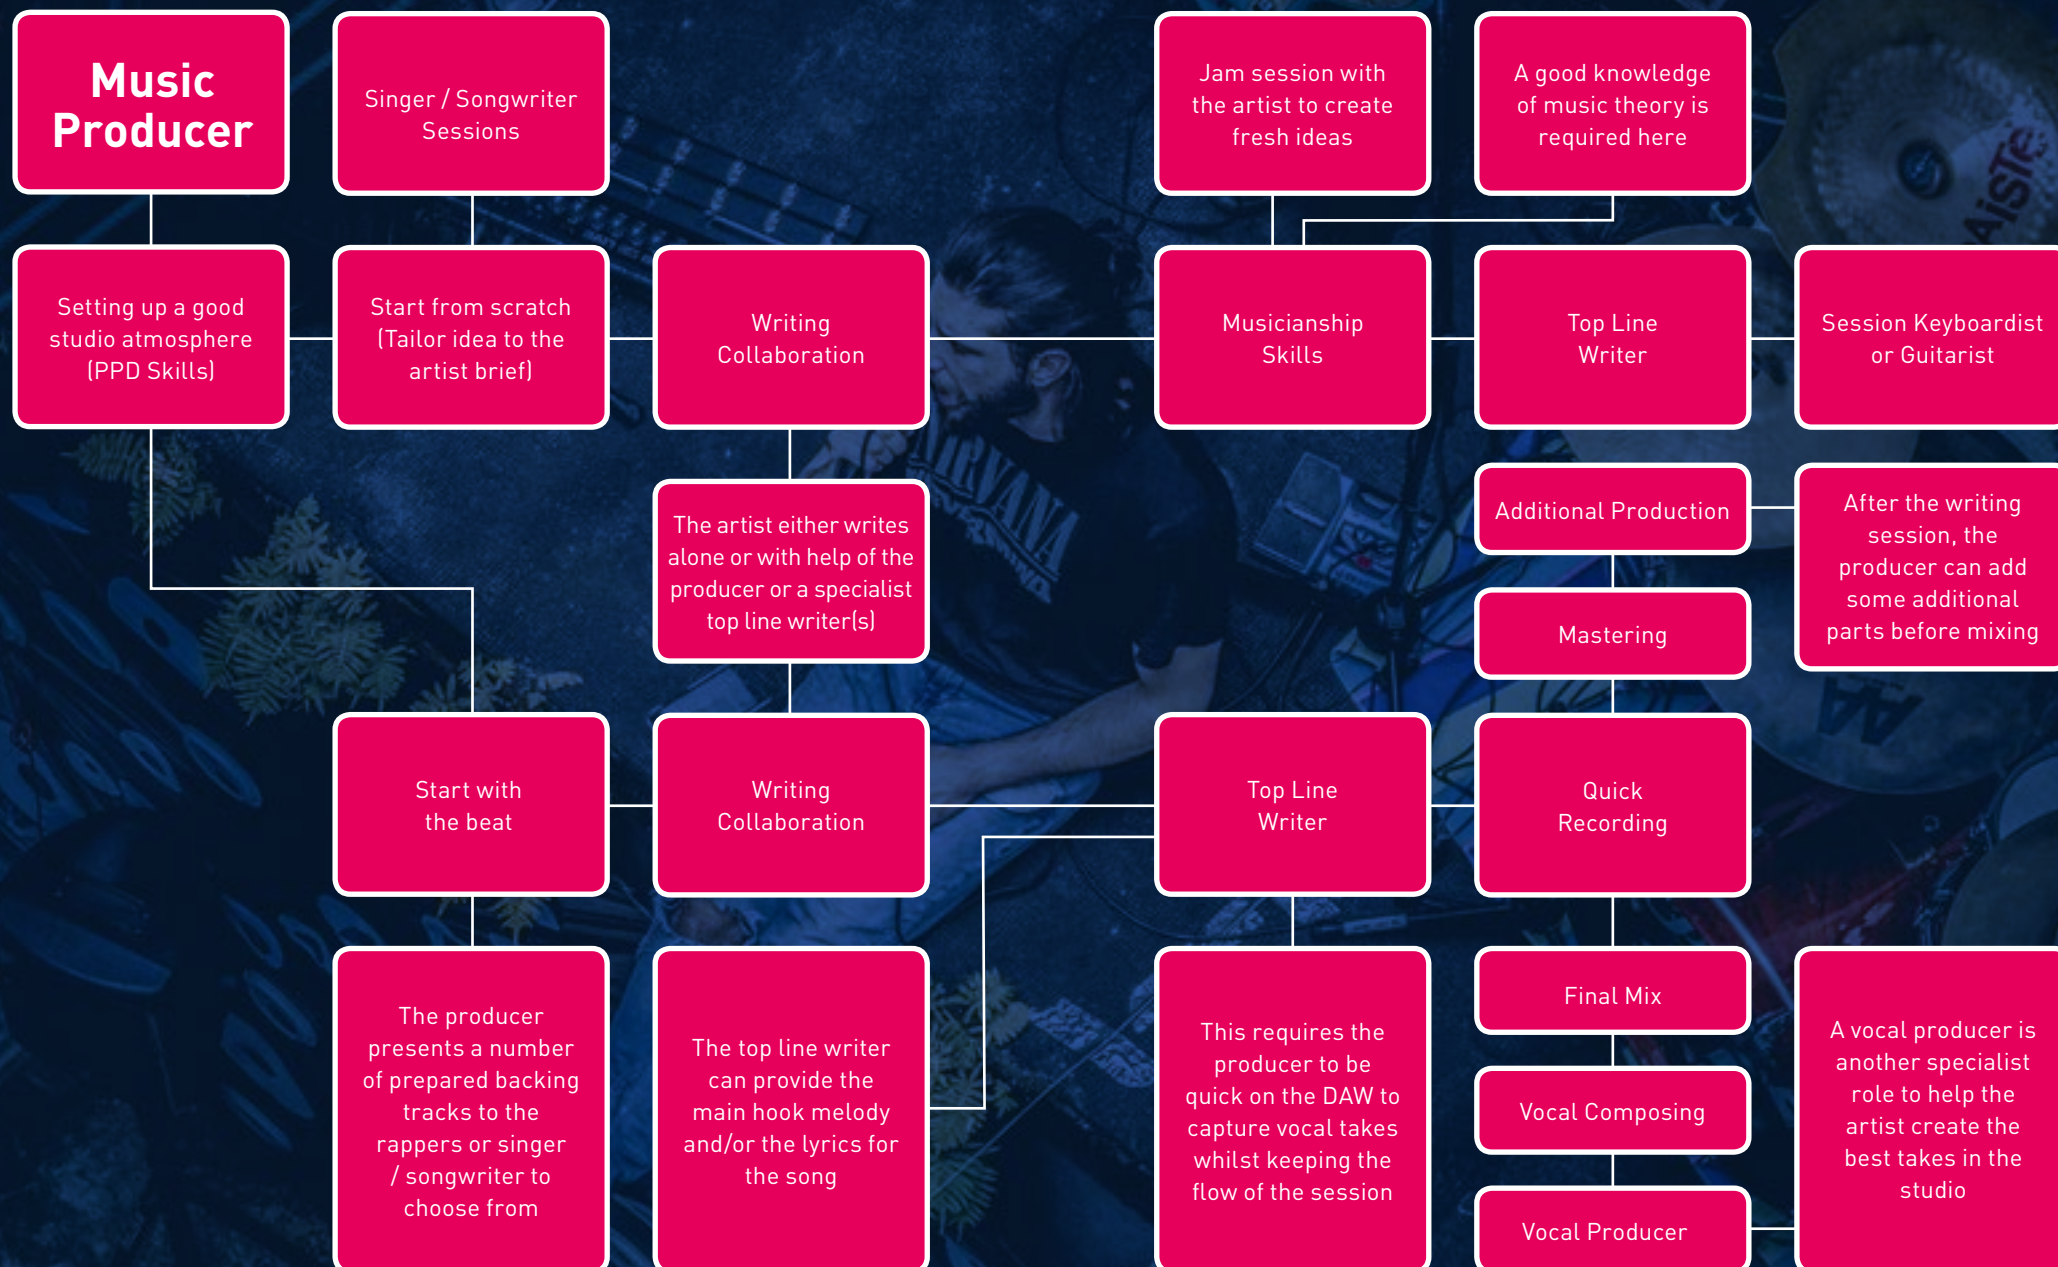 Music
Producer
Singer / Songwriter
Sessions
Jam session with
the artist to create
fresh ideas
A good knowledge
of music theory is
required here
Setting up a good
studio atmosphere
(PPD Skills)
Start from scratch
(Tailor idea to the
artist brief)
Writing
Collaboration
Musicianship
Skills
Top Line
Writer
Session Keyboardist
or Guitarist
The artist either writes
alone or with help of the
producer or a specialist
top line writer(s)
Additional Production
After the writing
session, the
producer can add
some additional
parts before mixing
Mastering
Start with
the beat
Writing
Collaboration
Top Line
Writer
Quick
Recording
The producer
presents a number
of prepared backing
tracks to the
rappers or singer
/ songwriter to
choose from
The top line writer
can provide the
main hook melody
and/or the lyrics for
the song
This requires the
producer to be
quick on the DAW to
capture vocal takes
whilst keeping the
flow of the session
Final Mix
Vocal Composing
Vocal Producer
A vocal producer is
another specialist
role to help the
artist create the
best takes in the
studio
NIRVANA
PAiSTe